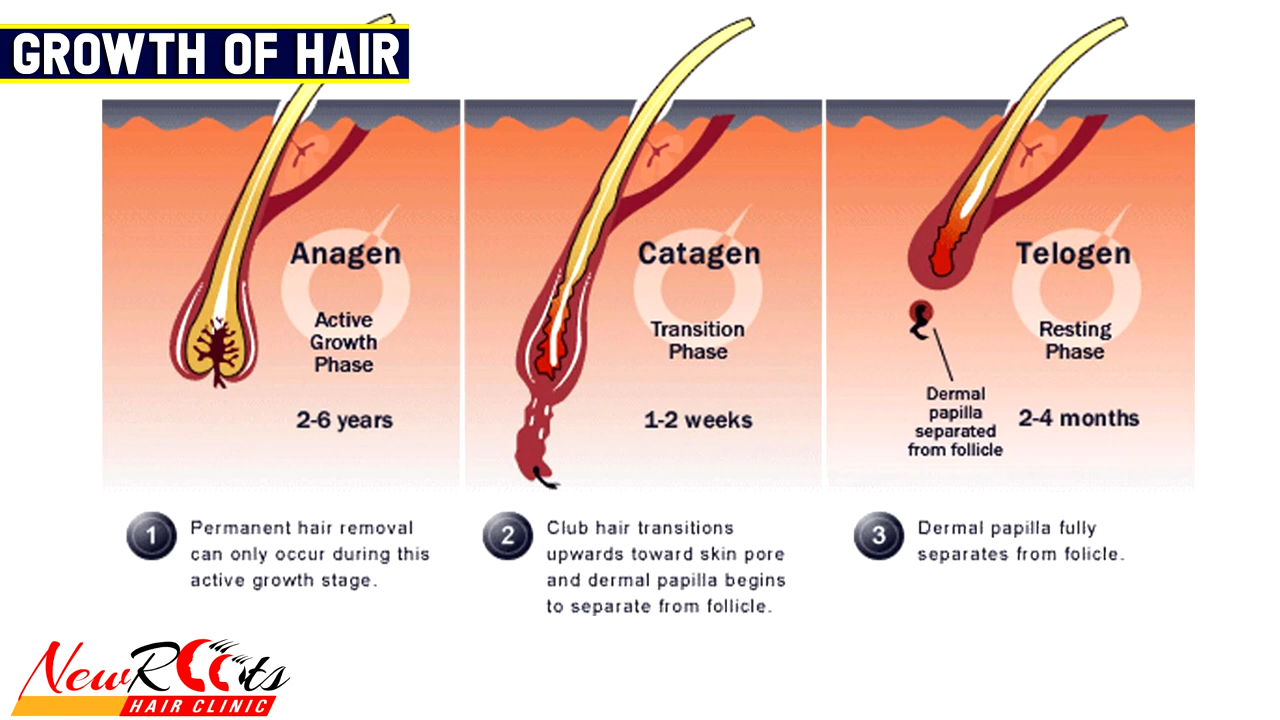 GROWTH OF HAIR
Anagen
Active
Growth
Phase
2-6 years
Catagen
Transition
Phase
1-2 weeks
Telogen
Resting
Phase
2-4 months
Dermal
papilla
separated
from follicle
1
Permanent hair removal
can only occur during this
active growth stage.
2
Club hair transitions
upwards toward skin pore
and dermal papilla begins
to separate from follicle.
3
Dermal papilla fully
separates from folicle.
NewRoots
HAIR CLINIC